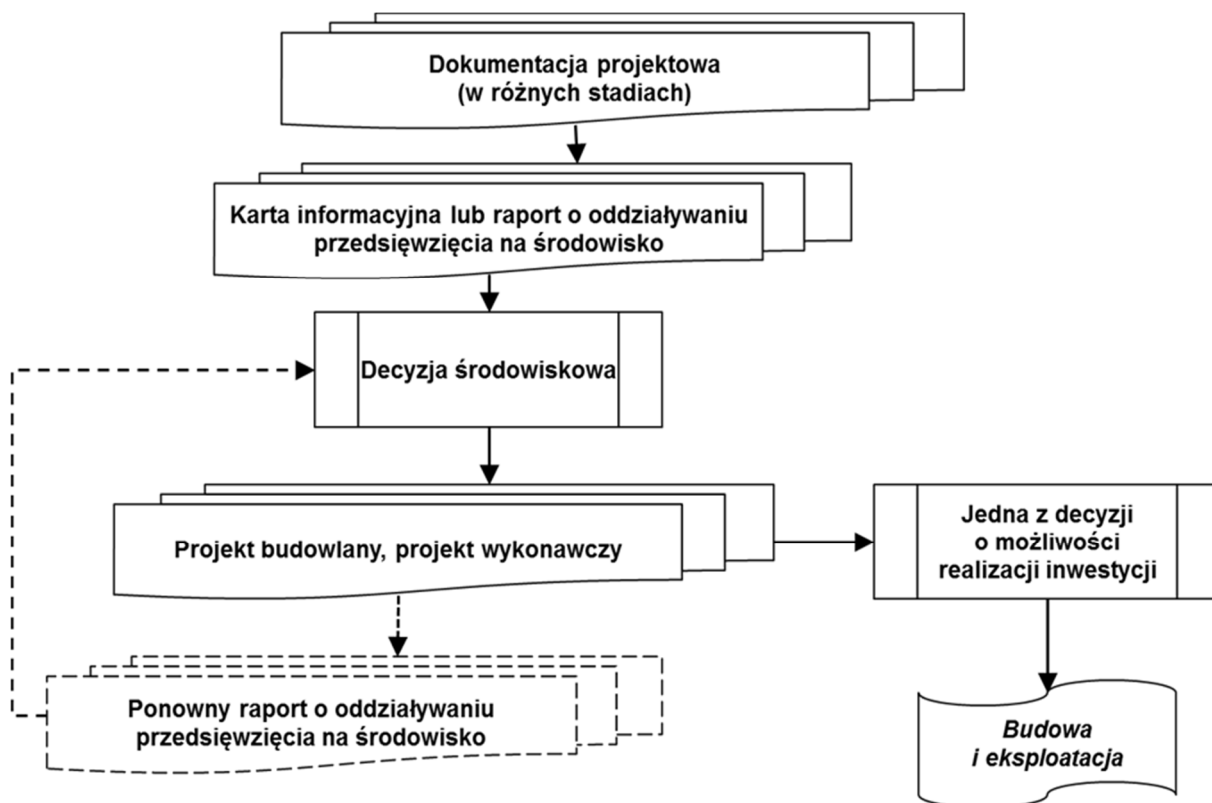 Dokumentacja projektowa
(w różnych stadiach)
Karta informacyjna lub raport o oddziaływaniu
przedsięwzięcia na środowisko
Decyzja środowiskowa
Projekt budowlany, projekt wykonawczy
Jedna z decyzji
o możliwości
realizacji inwestycji
Ponowny raport o oddziaływaniu
przedsięwzięcia na środowisko
Budowa
i eksploatacja